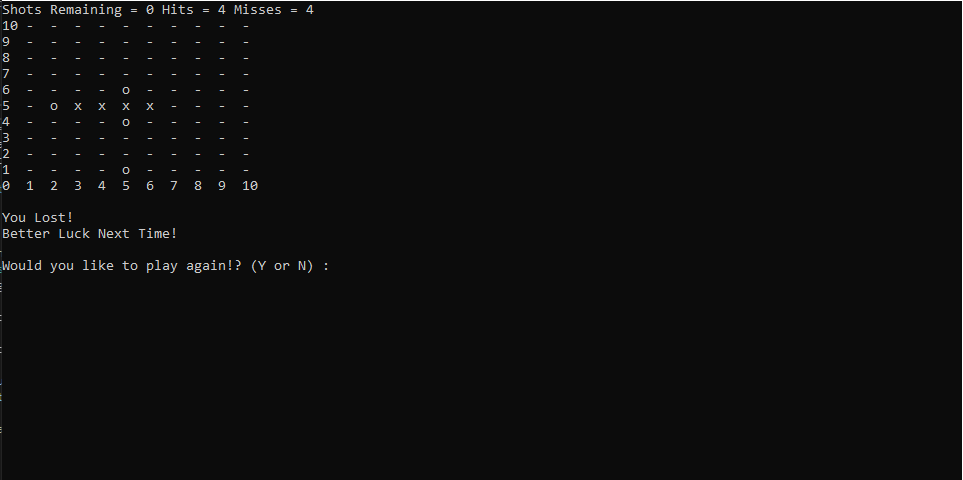 Shots Remaining = 0 Hits = 4 Misses = 4
10 - - - - - - - - - -
9 - - - - - - - - - -
8 - - - - - - - - - -
7 - - - - - - - - - -
6 - - - - o - - - - -
5 - o x x x x - - - -
4 - - - - o - - - - -
3 - - - - - - - - - -
2 - - - - - - - - - -
1 - - - - o - - - - -
0 1 2 3 4 5 6 7 8 9 10
You Lost!
Better Luck Next Time!
Would you like to play again!? (Y or N) :